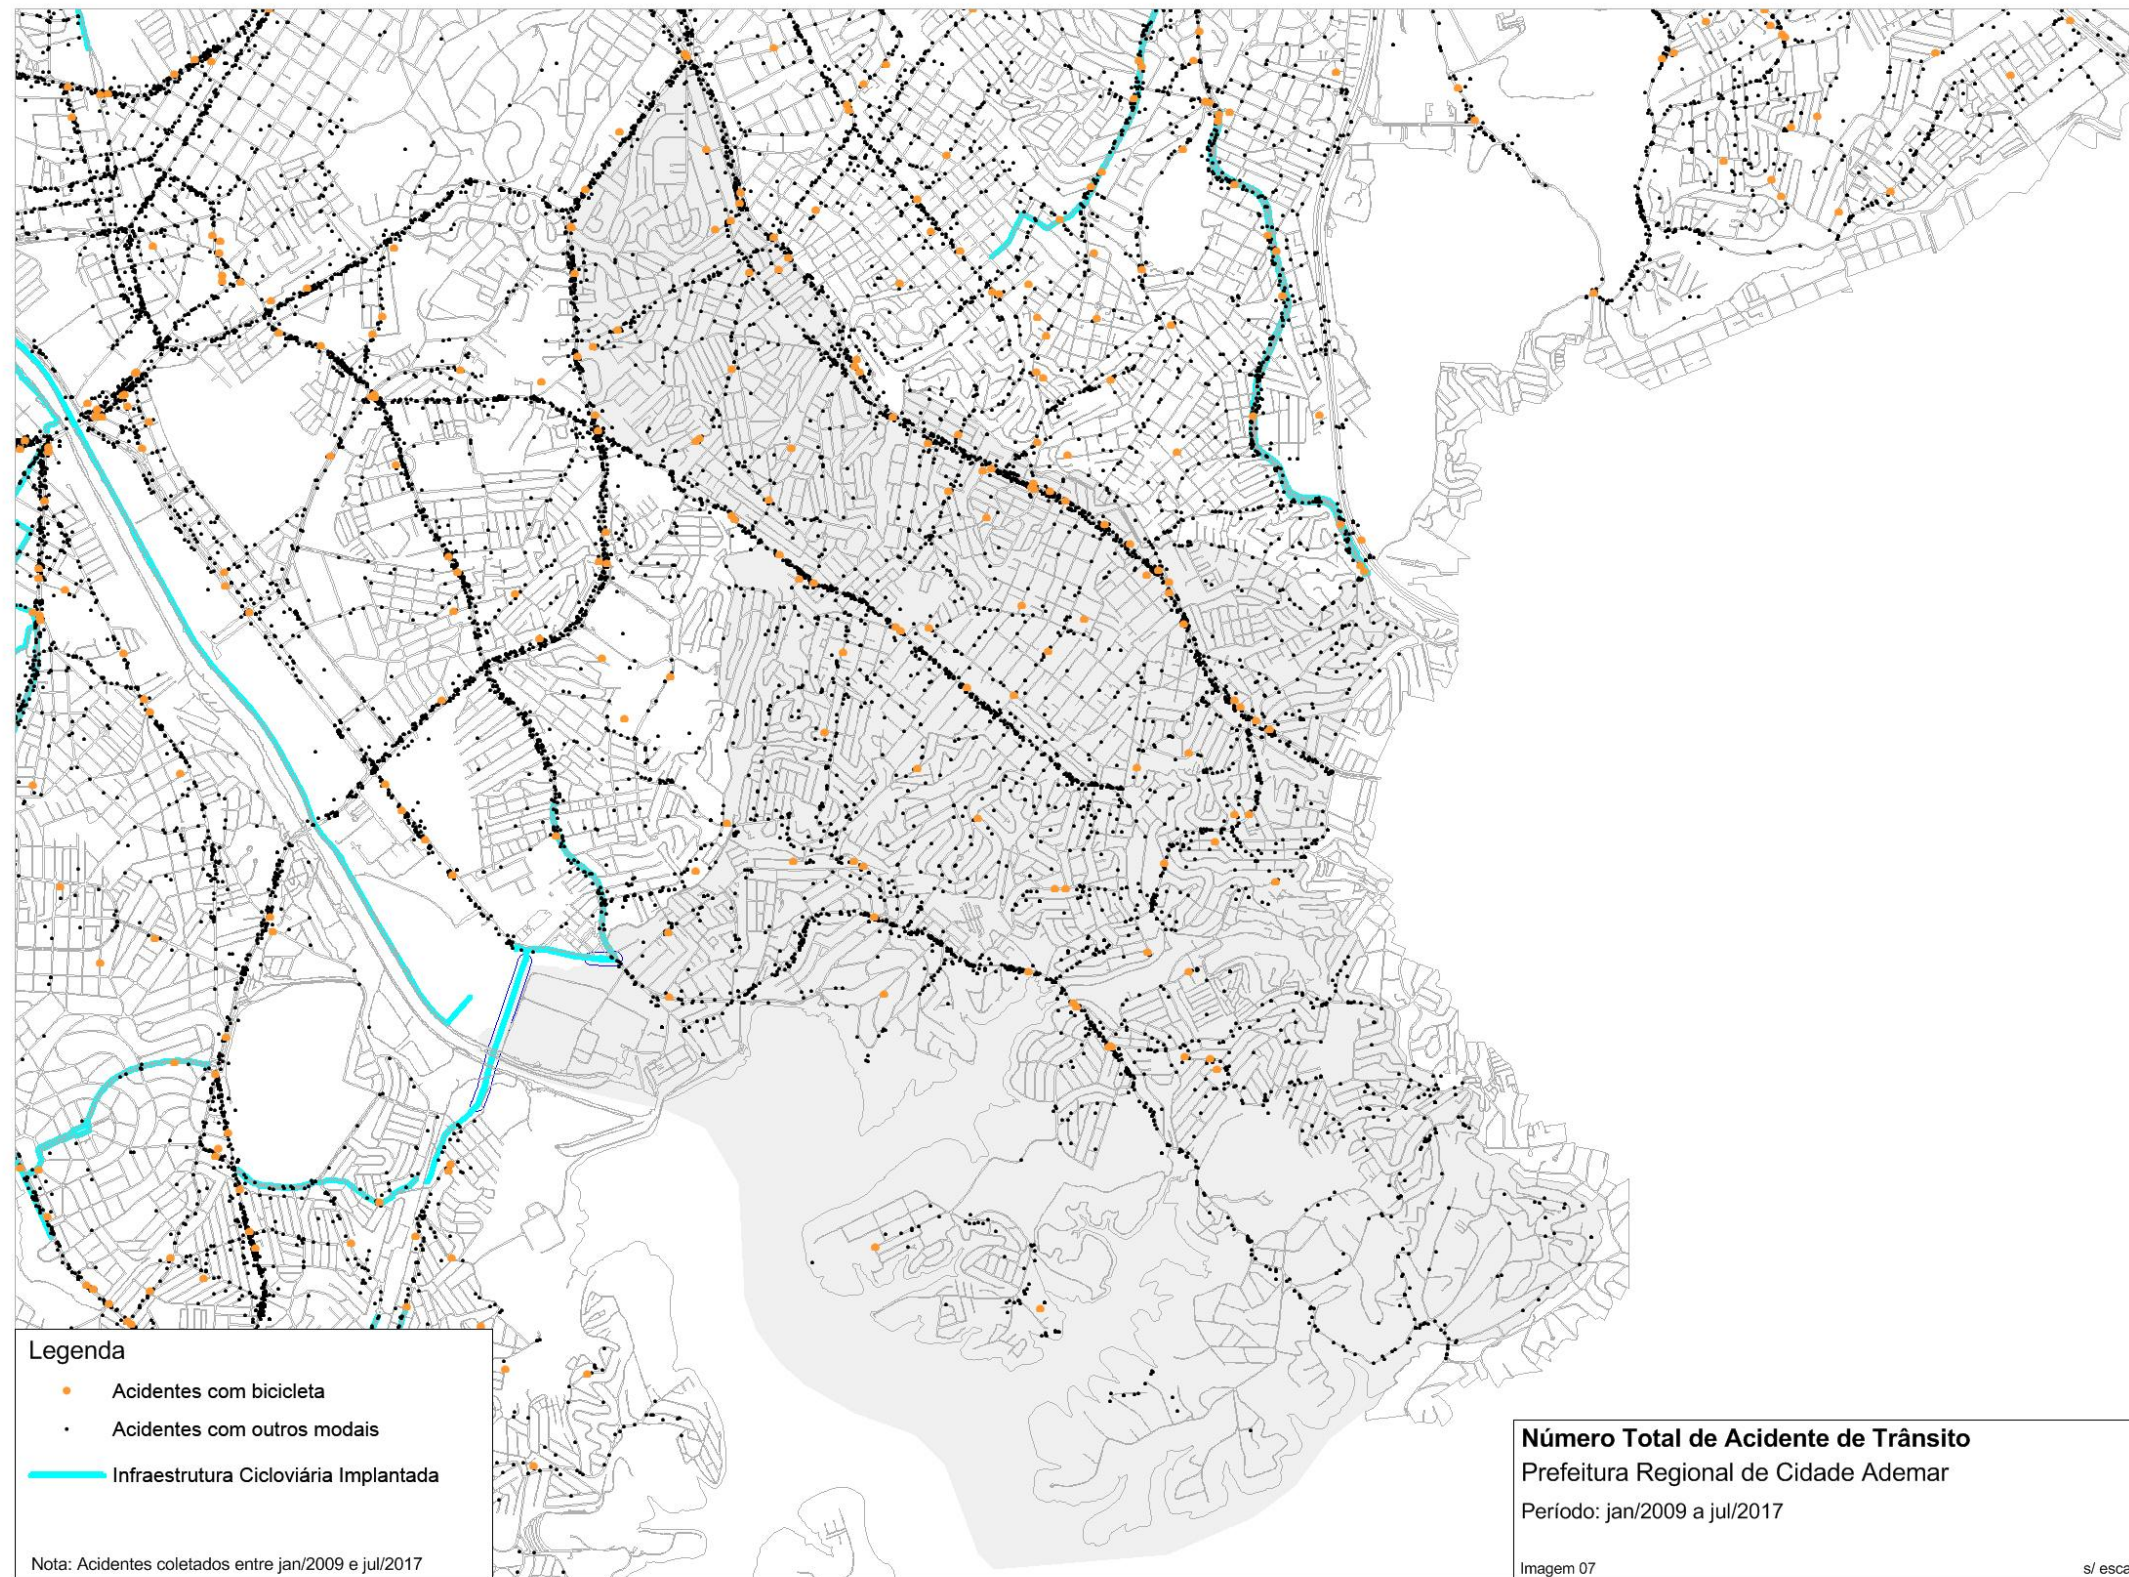 Legenda
Acidentes com bicicleta
Acidentes com outros modais
Infraestrutura Cicloviária Implantada
Nota: Acidentes coletados entre jan/2009 e jul/2017
Número Total de Acidente de Trânsito
Prefeitura Regional de Cidade Ademar
Período: jan/2009 a jul/2017
Imagem 07
s/ esca